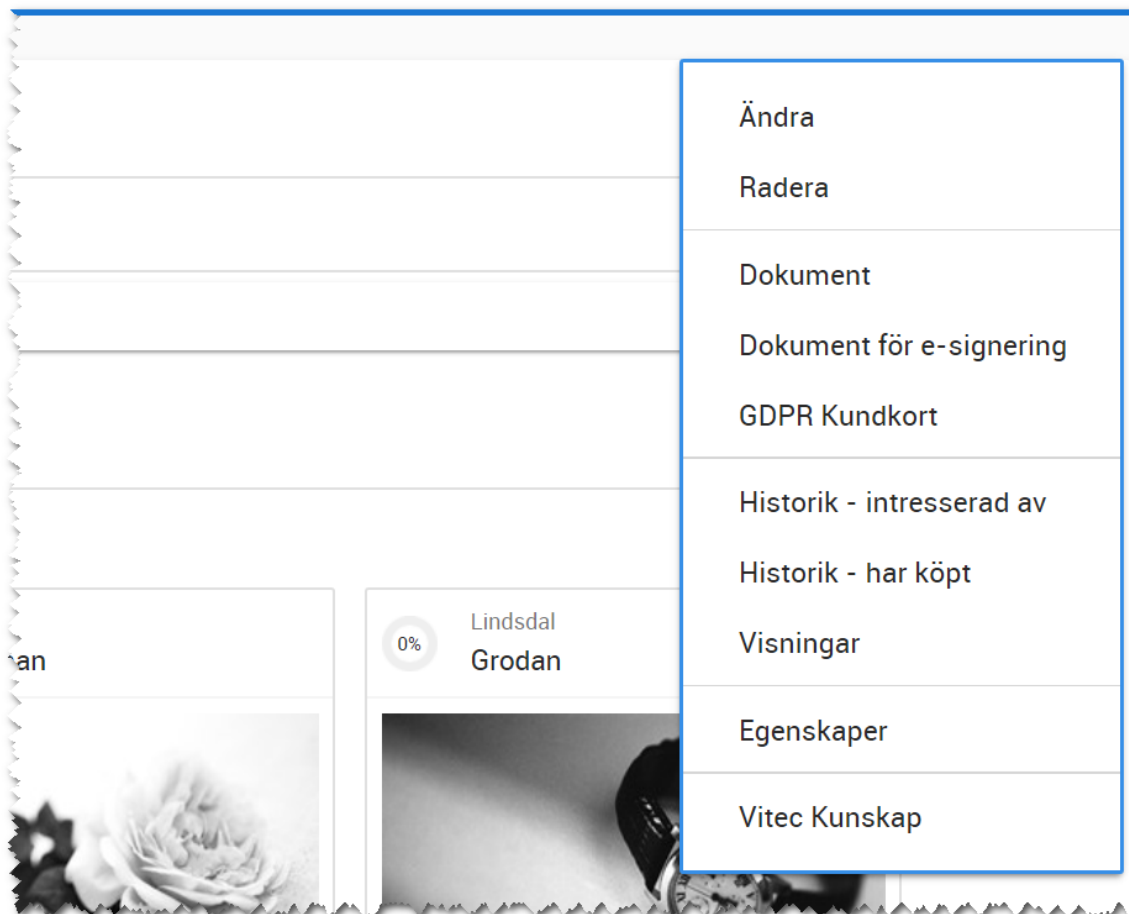 Ändra
Radera
Dokument
Dokument för e-signering
GDPR Kundkort
Historik - intresserad av
Historik - har köpt
Visningar
Egenskaper
Vitec Kunskap
Lindsdal
0%
Grodan